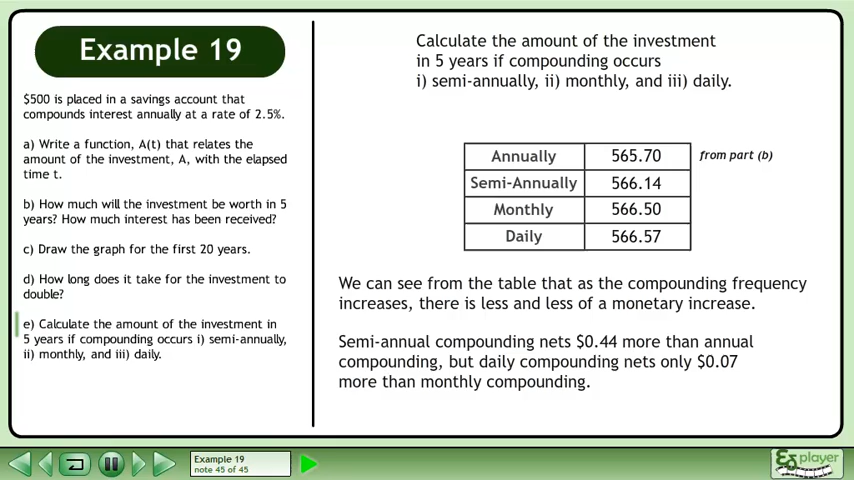 Example 19
$500 is placed in a savings account that
compounds interest annually at a rate of 2.5%.
a) Write a function, A(t) that relates the
amount of the investment, A, with the elapsed
time t.
b) How much will the investment be worth in 5
years? How much interest has been received?
c) Draw the graph for the first 20 years.
d) How long does it take for the investment to
double?
e) Calculate the amount of the investment in
5 years if compounding occurs i) semi-annually,
ii) monthly, and iii) daily.
Calculate the amount of the investment
in 5 years if compounding occurs
i) semi-annually, ii) monthly, and iii) daily.
Annually 565.70 from part (b)
Semi-Annually 566.14
Monthly 566.50
Daily 566.57
We can see from the table that as the compounding frequency
increases, there is less and less of a monetary increase.
Semi-annual compounding nets $0.44 more than annual
compounding, but daily compounding nets only $0.07
more than monthly compounding.
Example 19
note 45 of 45
player